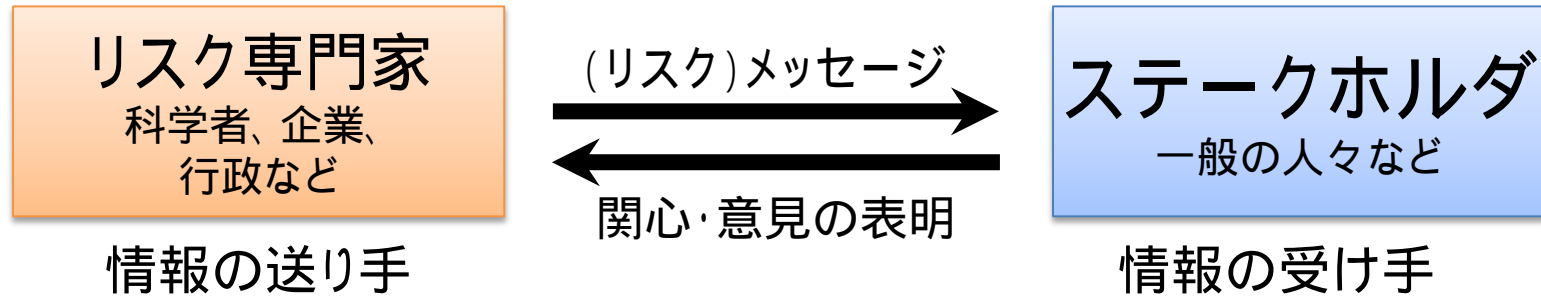 リスク専門家
科学者、企業、
行政など
情報の送り手
(リスク)メッセージ
関心・意見の表明
ステークホルダ
一般の人々など
情報の受け手